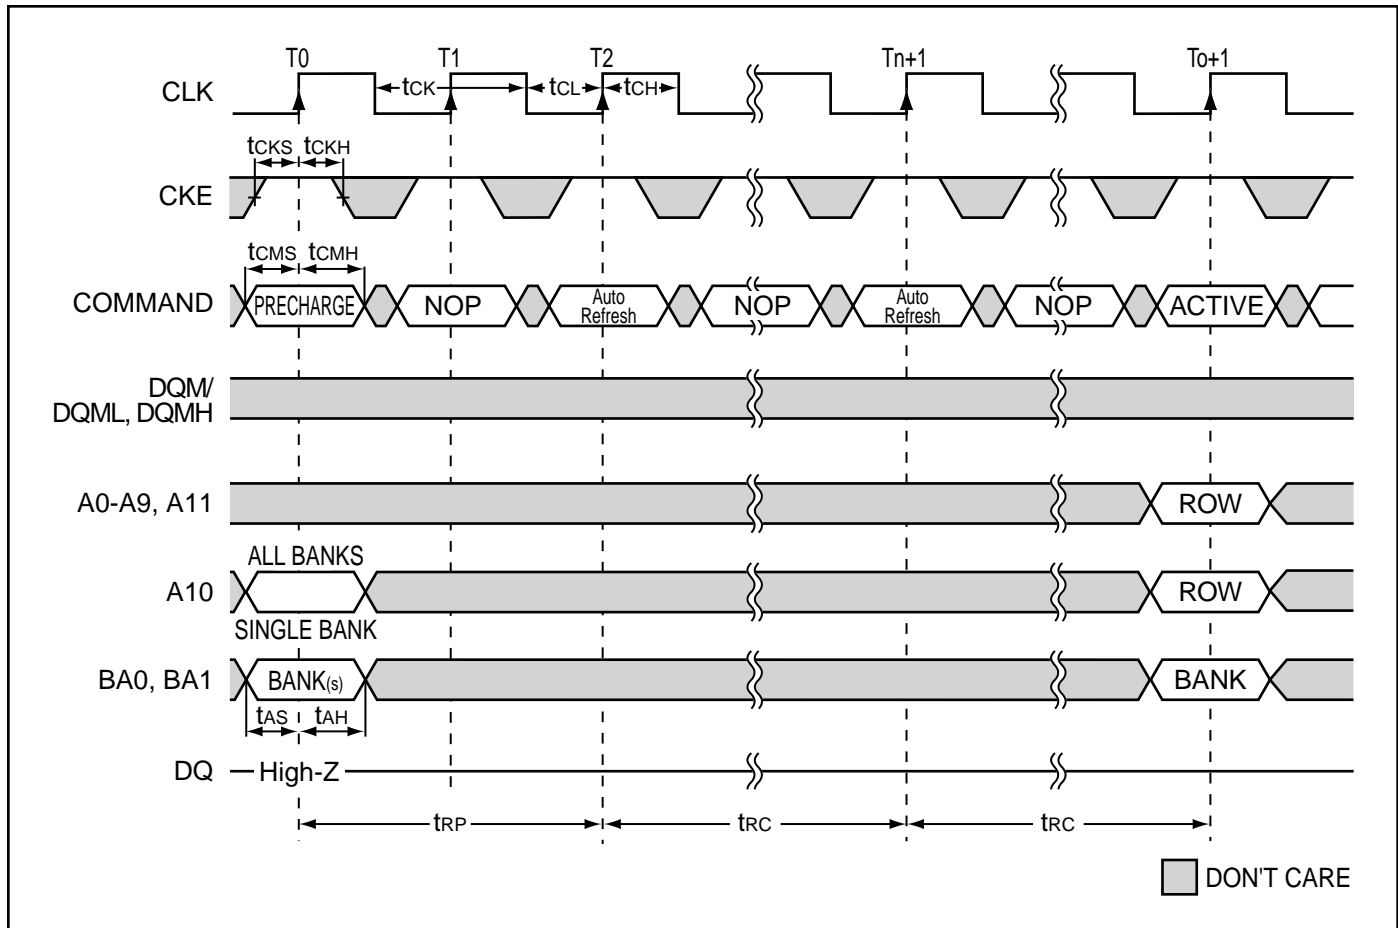 T0 T1 T2 Tn+1 To+1
CLK tCK tCL tCH
tCKS tCKH
CKE
tCMS tCMH
COMMAND PRECHARGE NOP Auto Refresh NOP Auto Refresh NOP ACTIVE
DQM/
DQML, DQMH
A0-A9, A11 ROW
ALL BANKS
A10 ROW
SINGLE BANK
BA0, BA1 BANK(s) BANK
tAS tAH
DQ High-Z
tRP tRC tRC
DON'T CARE